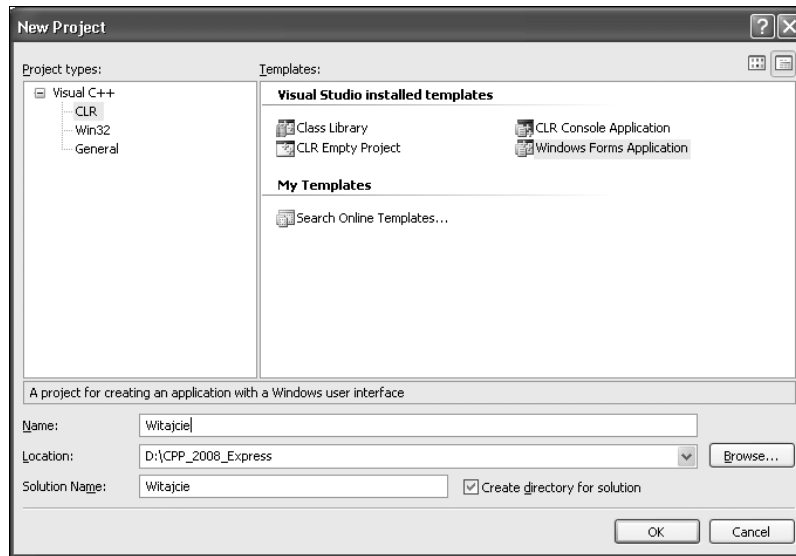 New Project
Project types:
Templates:
Visual C++
CLR
Win32
General
Visual Studio installed templates
Class Library
CLR Console Application
CLR Empty Project
Windows Forms Application
My Templates
Search Online Templates...
A project for creating an application with a Windows user interface
Name:
Witajcie
Location:
D:\CPP_2008_Express
Browse...
Solution Name:
Witajcie
Create directory for solution
OK
Cancel